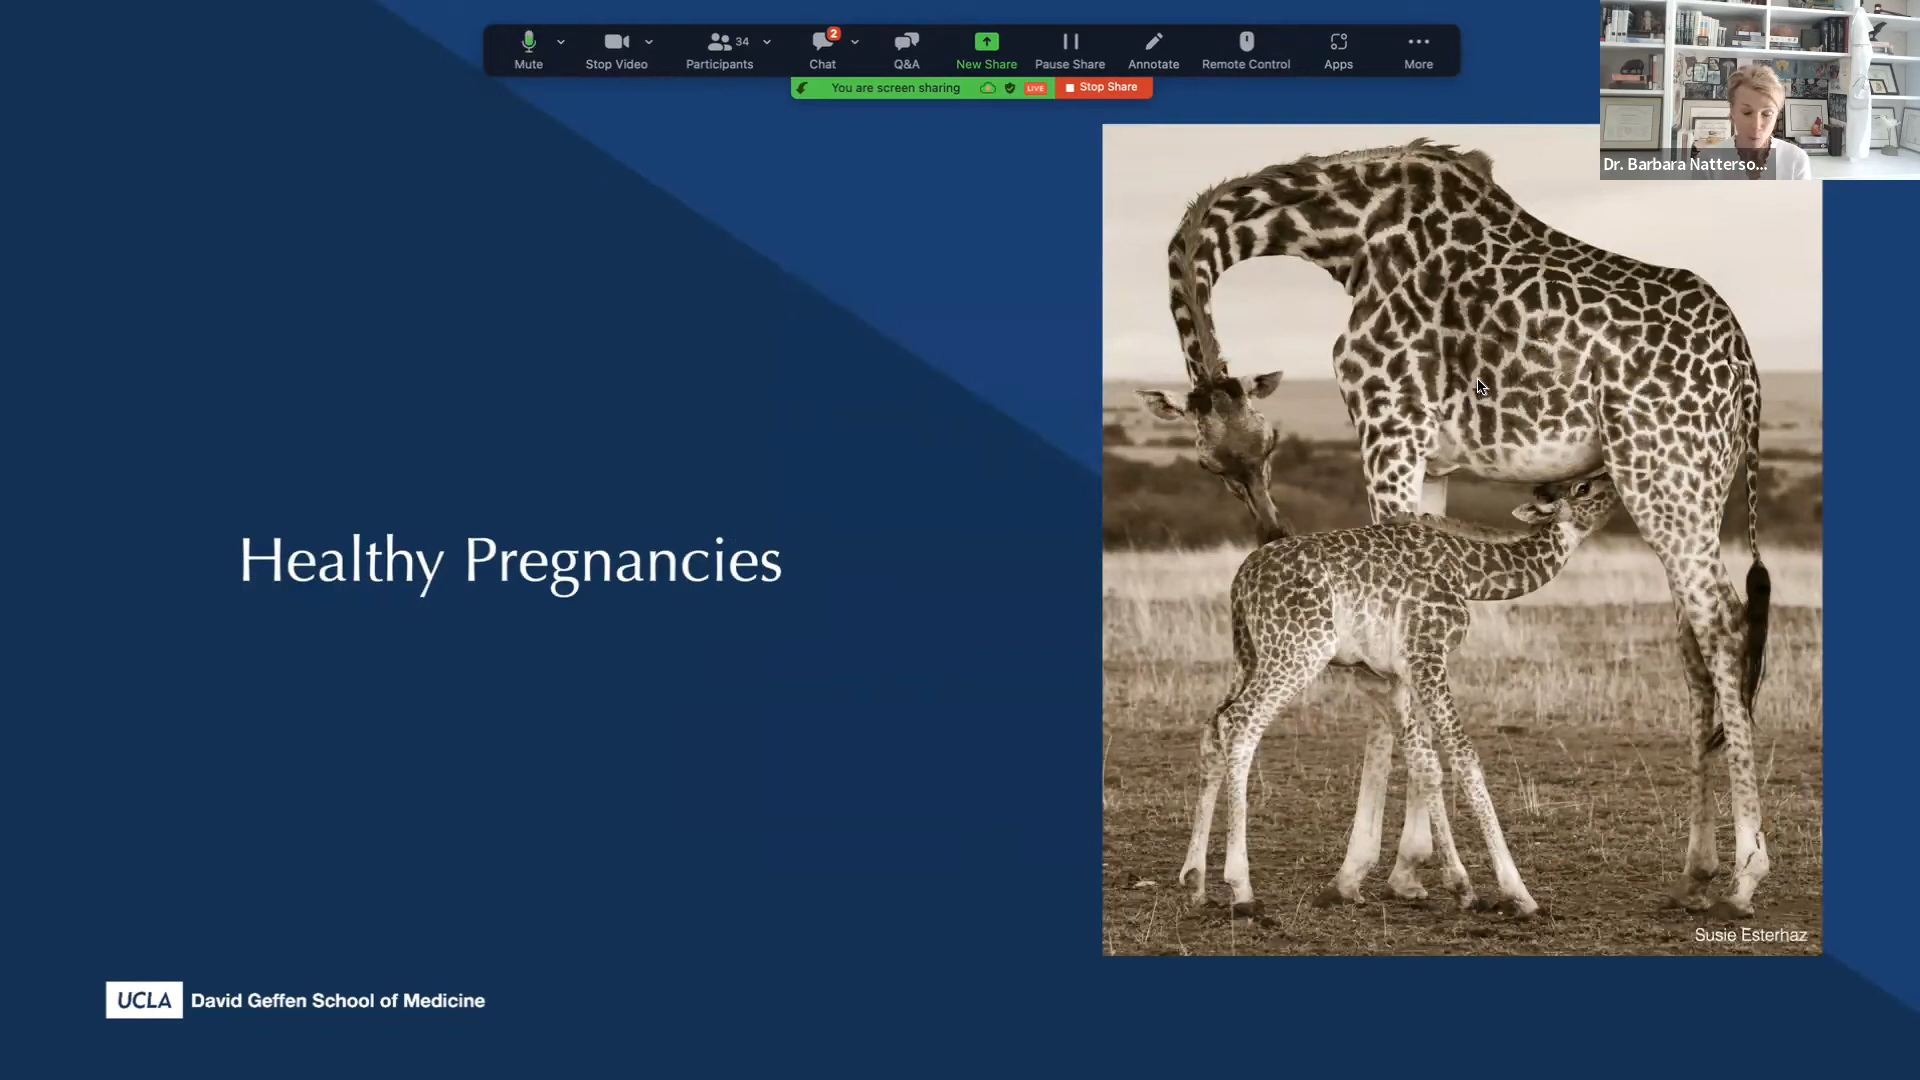 34
2
Mute
Stop Video
Participants
Chat
Q&A
New Share
Pause Share
Annotate
Remote Control
Apps
More
You are screen sharing
LIVE
Stop Share
Dr. Barbara Natterso...
Healthy Pregnancies
Susie Esterhaz
UCLA David Geffen School of Medicine